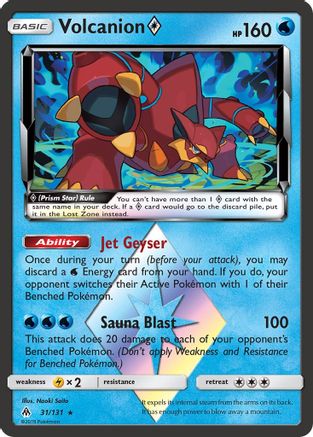 BASIC
Volcanion
HP160
(Prism Star) Rule You can't have more than 1 card with the
same name in your deck. If a card would go to the discard pile, put
it in the Lost Zone instead.
Ability Jet Geyser
Once during your turn (before your attack), you may
discard a Energy card from your hand. If you do, your
opponent switches their Active Pokémon with 1 of their
Benched Pokémon.
Sauna Blast 100
This attack does 20 damage to each of your opponent's
Benched Pokémon. (Don't apply Weakness and Resistance
for Benched Pokémon.)
weakness ×2 resistance retreat
Illus. Naoki Saito
31/131
©2018 Pokémon
It expels its internal steam from the arms on its back.
It has enough power to blow away a mountain.